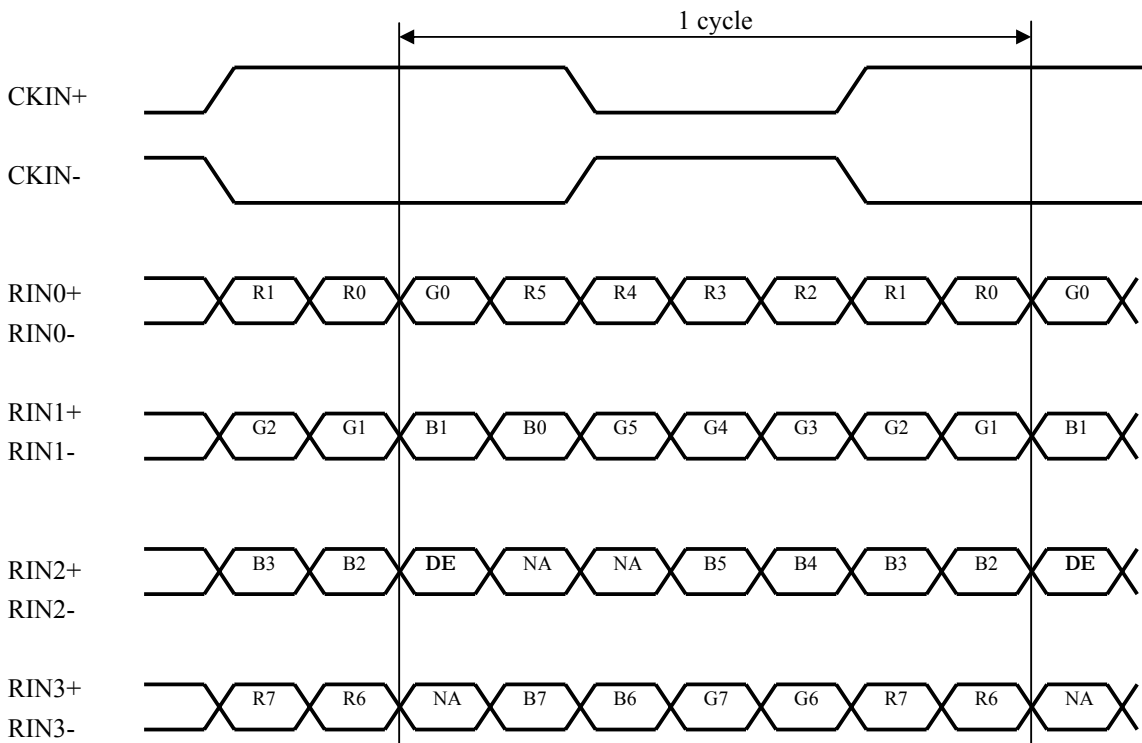 1 cycle
CKIN+
CKIN-
RIN0+ R1 R0 G0 R5 R4 R3 R2 R1 R0 G0
RIN0-
RIN1+ G2 G1 B1 B0 G5 G4 G3 G2 G1 B1
RIN1-
RIN2+ B3 B2 DE NA NA B5 B4 B3 B2 DE
RIN2-
RIN3+ R7 R6 NA B7 B6 G7 G6 R7 R6 NA
RIN3-